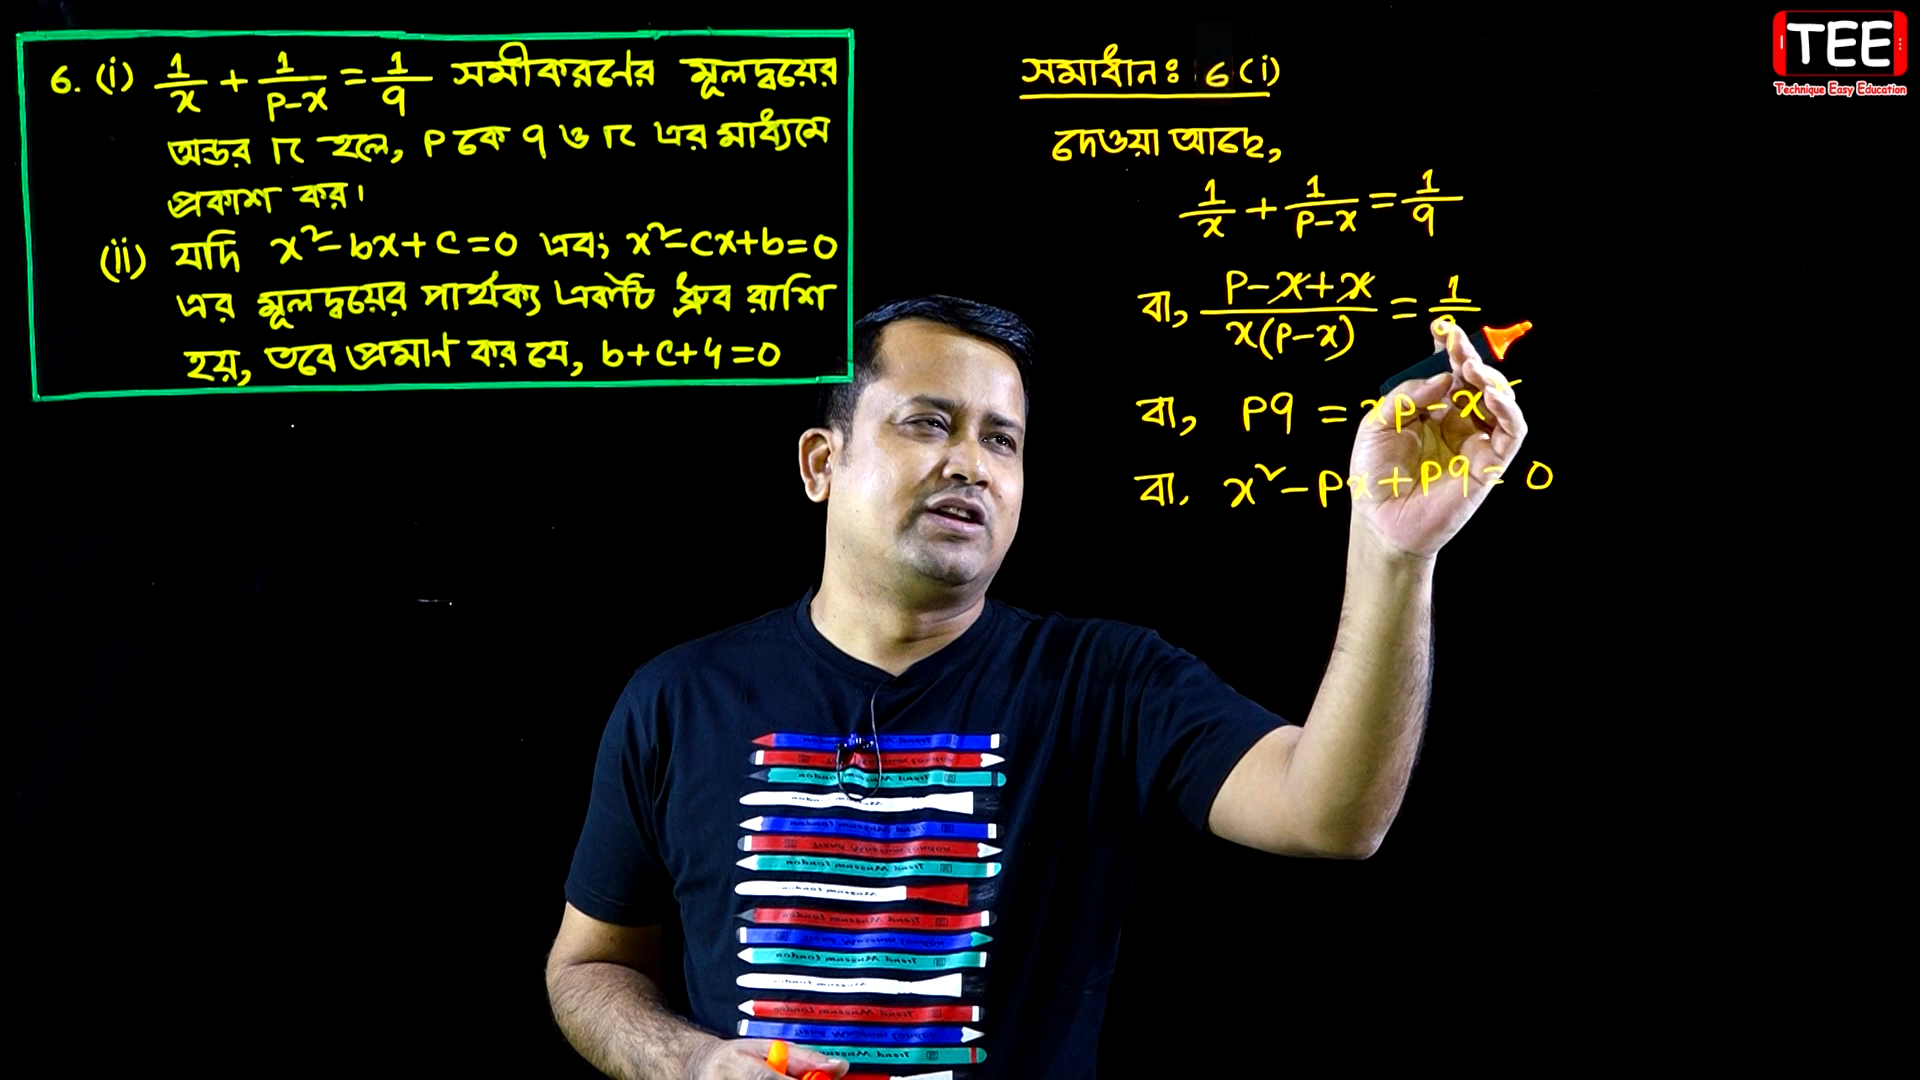 6. (i) 1/x + 1/(p-x) = 1/q সমীকরণের মূলদ্বয়ের
অন্তর r হলে, p কে q ও r এর মাধ্যমে
প্রকাশ কর।
(ii) যদি x²-bx+c=0 এবং x²-cx+b=0
এর মূলদ্বয়ের পার্থক্য একটি ধ্রুব রাশি
হয়, তবে প্রমাণ কর যে, b+c+4=0
সমাধানঃ 6(i)
দেওয়া আছে,
1/x + 1/(p-x) = 1/q
বা, (p-x+x)/(x(p-x)) = 1/q
বা, pq = xp-x²
বা, x²-px+pq=0
TEE
Technique Easy Education